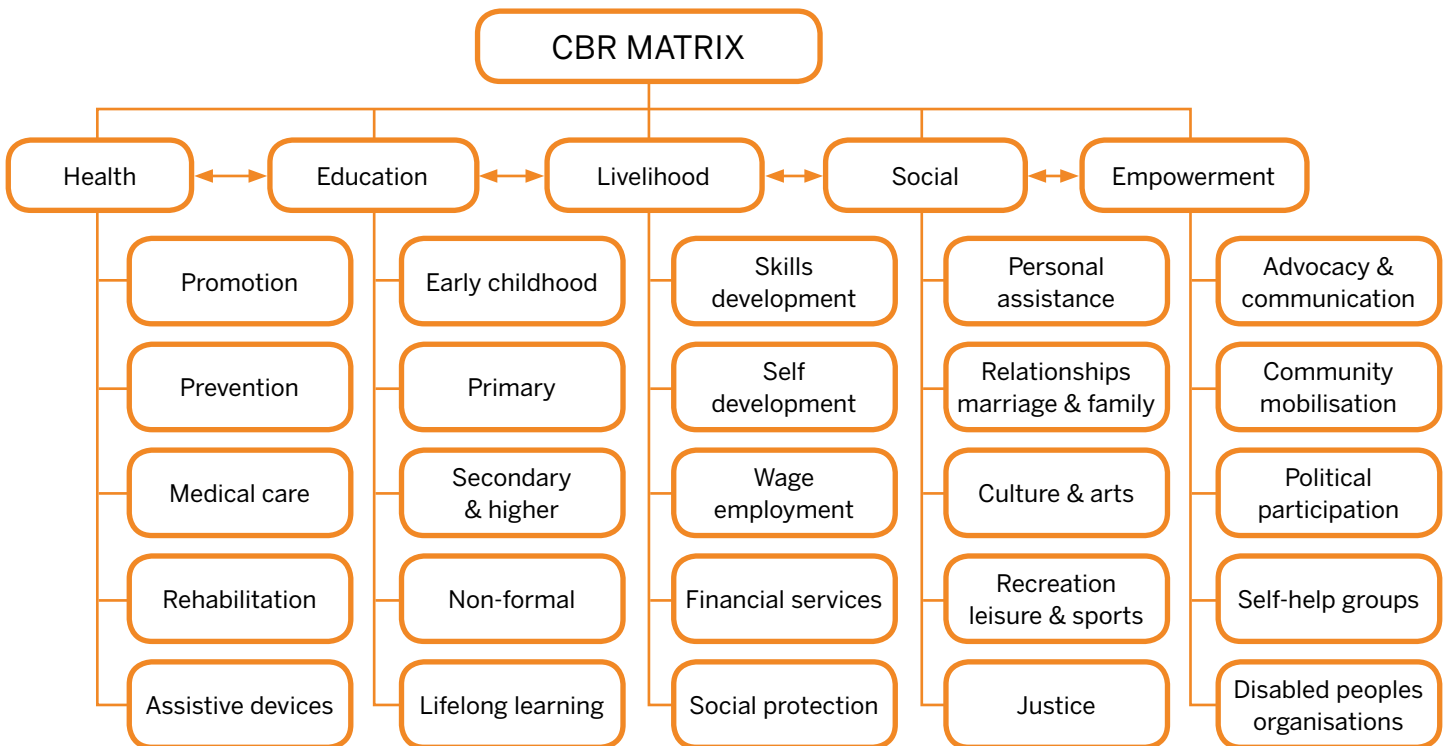 CBR MATRIX
Health
Education
Livelihood
Social
Empowerment
Promotion
Prevention
Medical care
Rehabilitation
Assistive devices
Early childhood
Primary
Secondary
& higher
Non-formal
Lifelong learning
Skills
development
Self
development
Wage
employment
Financial services
Social protection
Personal
assistance
Relationships
marriage & family
Culture & arts
Recreation
leisure & sports
Justice
Advocacy &
communication
Community
mobilisation
Political
participation
Self-help groups
Disabled peoples
organisations